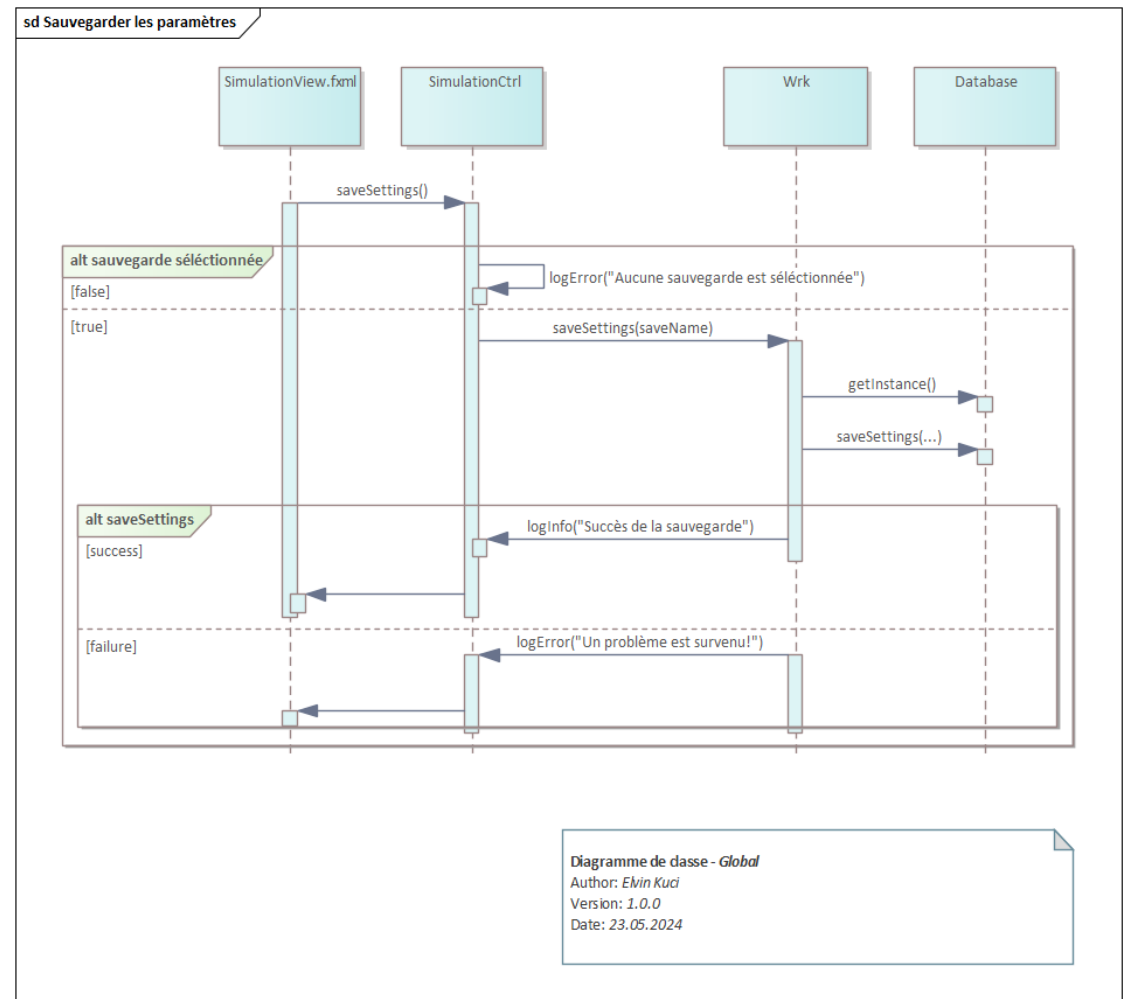 sd Sauvegarder les paramètres
SimulationView.fxml
SimulationCtrl
Wrk
Database
saveSettings()
alt sauvegarde séléctionnée
logError("Aucune sauvegarde est séléctionnée")
[false]
[true]
saveSettings(saveName)
getInstance()
saveSettings(...)
alt saveSettings
logInfo("Succès de la sauvegarde")
[success]
[failure]
logError("Un problème est survenu!")
Diagramme de classe - Global
Author: Elvin Kuci
Version: 1.0.0
Date: 23.05.2024